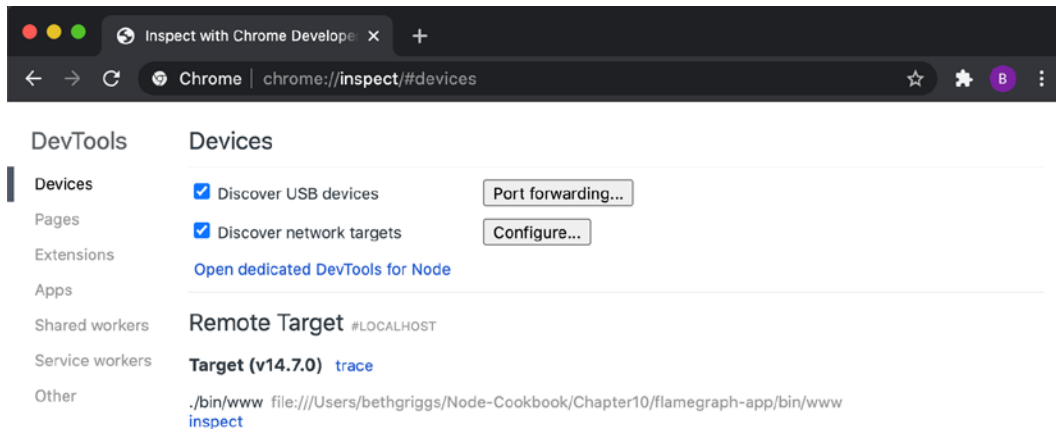 Inspect with Chrome Develope
Chrome | chrome://inspect/#devices
B
DevTools
Devices
Devices
Discover USB devices
Port forwarding...
Pages
Discover network targets
Configure...
Extensions
Open dedicated DevTools for Node
Apps
Shared workers
Remote Target #LOCALHOST
Service workers
Target (v14.7.0) trace
Other
./bin/www file:///Users/bethgriggs/Node-Cookbook/Chapter10/flamegraph-app/bin/www
inspect